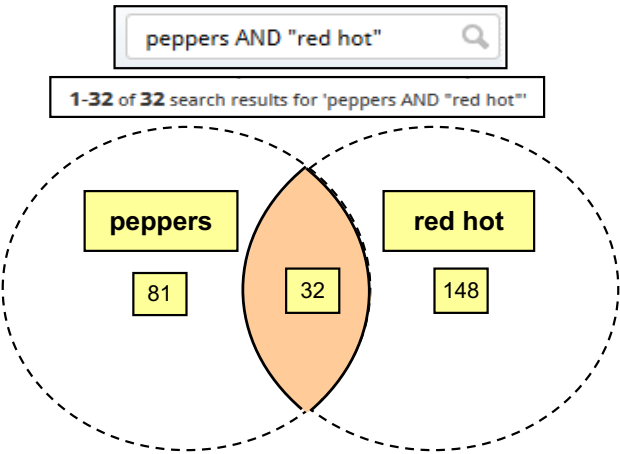 peppers AND "red hot"
1-32 of 32 search results for 'peppers AND "red hot"'
peppers
red hot
81
32
148